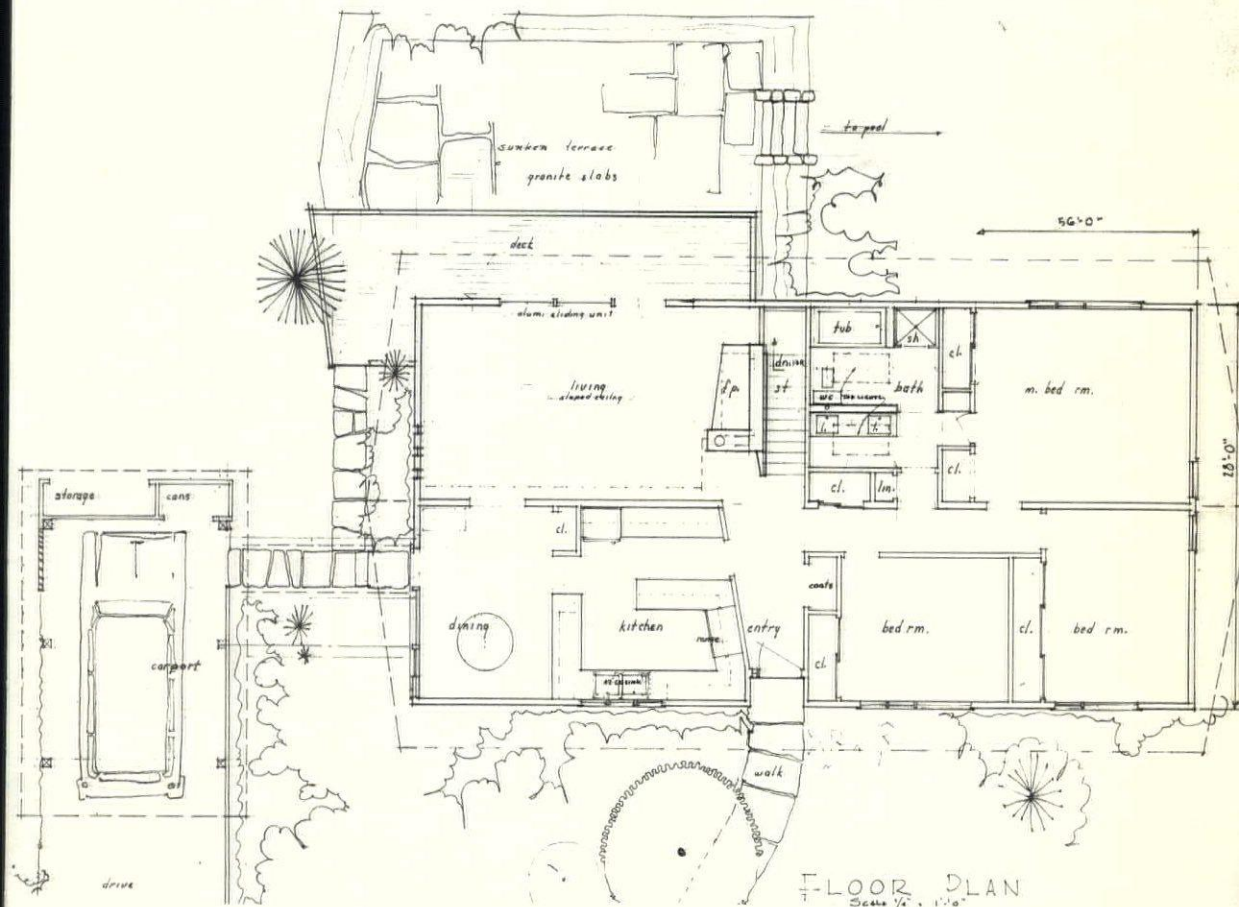 to pool
sunken terrace
granite slabs
56'-0"
deck
alum. sliding unit
tub
sh
cl.
living
sloped ceiling
f.p.
st
bath
m. bed rm.
28'-0"
cl.
cl.
lin.
storage
cans
cl.
coats
dining
kitchen
entry
bed rm.
cl.
bed rm.
cl.
carport
walk
drive
FLOOR PLAN